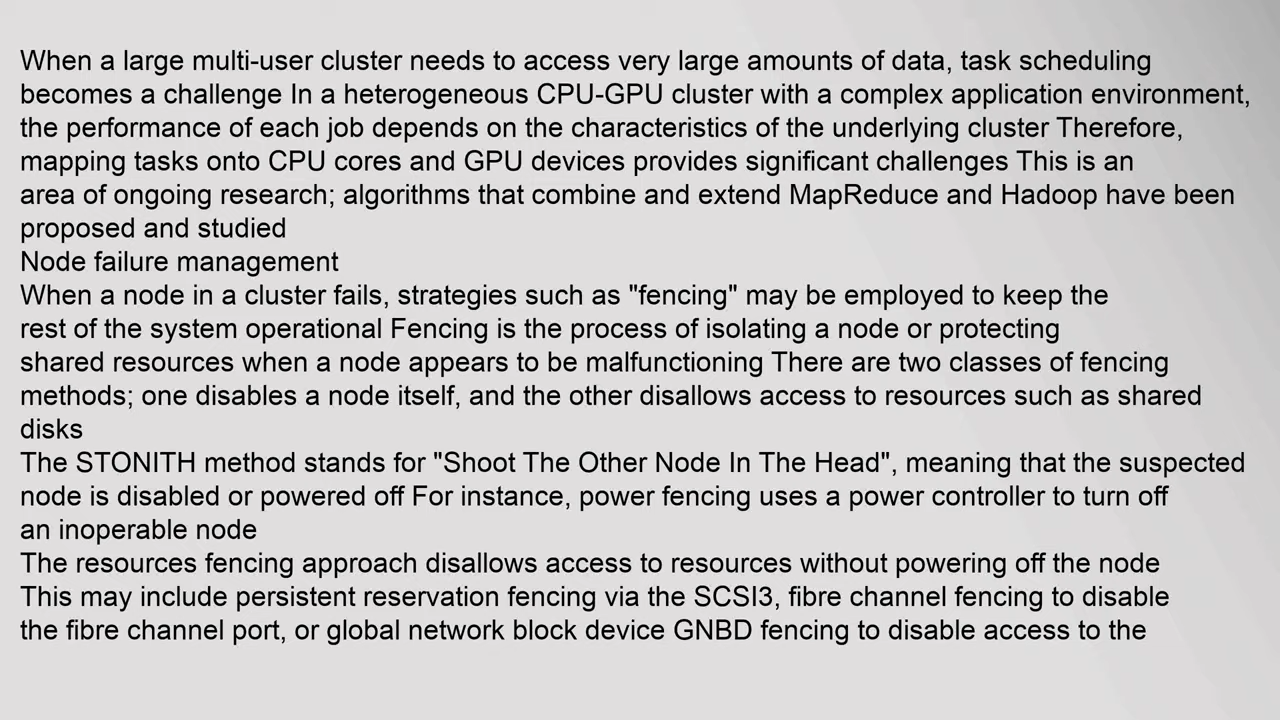 When a large multi-user cluster needs to access very large amounts of data, task scheduling
becomes a challenge In a heterogeneous CPU-GPU cluster with a complex application environment,
the performance of each job depends on the characteristics of the underlying cluster Therefore,
mapping tasks onto CPU cores and GPU devices provides significant challenges This is an
area of ongoing research; algorithms that combine and extend MapReduce and Hadoop have been
proposed and studied
Node failure management
When a node in a cluster fails, strategies such as "fencing" may be employed to keep the
rest of the system operational Fencing is the process of isolating a node or protecting
shared resources when a node appears to be malfunctioning There are two classes of fencing
methods; one disables a node itself, and the other disallows access to resources such as shared
disks
The STONITH method stands for "Shoot The Other Node In The Head", meaning that the suspected
node is disabled or powered off For instance, power fencing uses a power controller to turn off
an inoperable node
The resources fencing approach disallows access to resources without powering off the node
This may include persistent reservation fencing via the SCSI3, fibre channel fencing to disable
the fibre channel port, or global network block device GNBD fencing to disable access to the